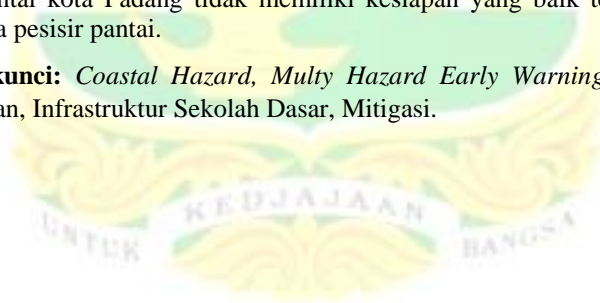 ntai kota Padang tidak memiliki kesiapan yang baik te
a pesisir pantai.
kunci: Coastal Hazard, Multy Hazard Early Warning
an, Infrastruktur Sekolah Dasar, Mitigasi.
UNTUK KEDJAJAAN BANGSA